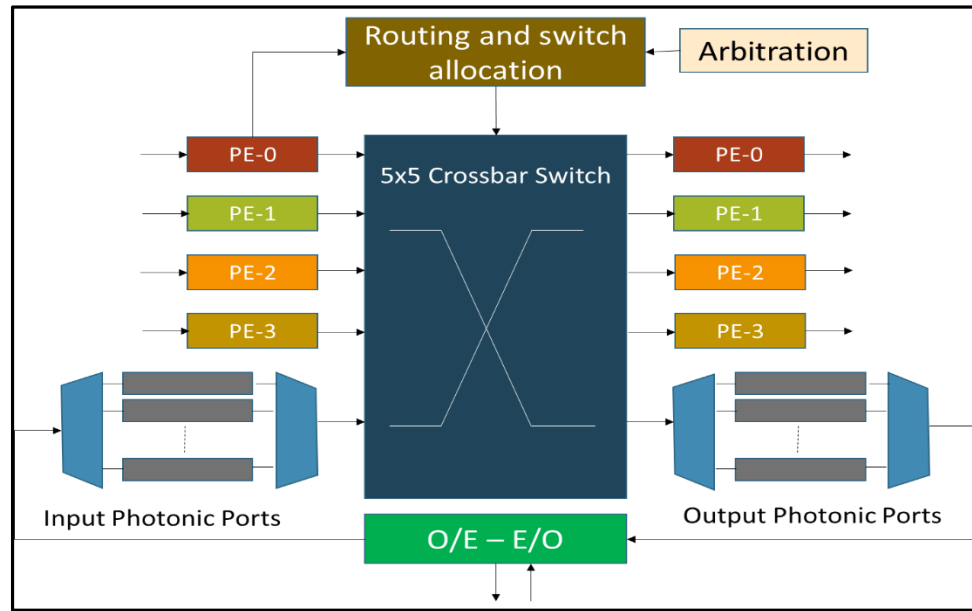 Routing and switch
allocation
Arbitration
PE-0
5x5 Crossbar Switch
PE-0
PE-1
PE-1
PE-2
PE-2
PE-3
PE-3
Input Photonic Ports
Output Photonic Ports
O/E – E/O